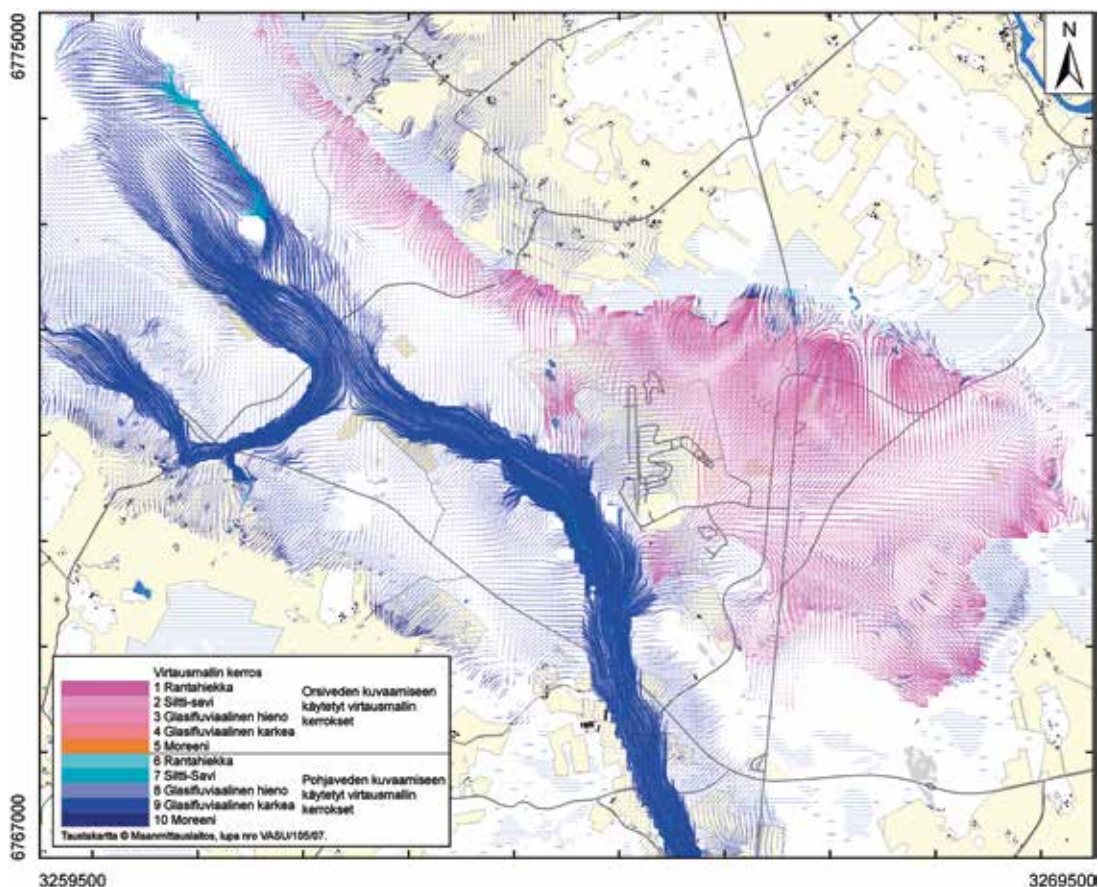 6775000
N
Virtausmallin kerros
1 Rantahiekka
2 Siltti-savi
3 Glasifluviaalinen hieno
4 Glasifluviaalinen karkea
5 Moreeni
Orsiveden kuvaamiseen
käytetyt virtausmallin
kerrokset
6 Rantahiekka
7 Siltti-Savi
8 Glasifluviaalinen hieno
9 Glasifluviaalinen karkea
10 Moreeni
Pohjaveden kuvaamiseen
käytetyt virtausmallin
kerrokset
Taustakartta © Maanmittauslaitos, lupa nro VASU/105/97.
6767000
3259500
3269500